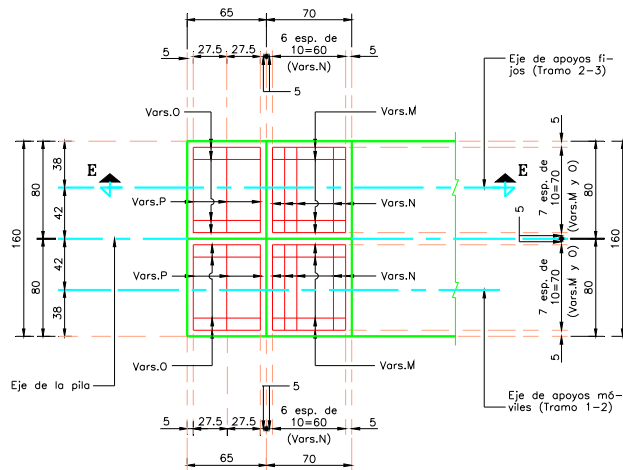 65
70
6 esp. de
5
27.5
27.5
10=60
5
(Vars.N)
5
Eje de apoyos fi-
jos (Tramo 2-3)
Vars.O
Vars.M
5
38
80
E
E
7 esp. de
10=70
(Vars.M y O)
80
Vars.P
Vars.N
42
5
160
160
42
Vars.P
Vars.N
7 esp. de
10=70
(Vars.M y O)
80
80
38
5
Vars.O
Vars.M
Eje de la pila
5
Eje de apoyos mó-
viles (Tramo 1-2)
6 esp. de
5
27.5
27.5
10=60
5
(Vars.N)
65
70